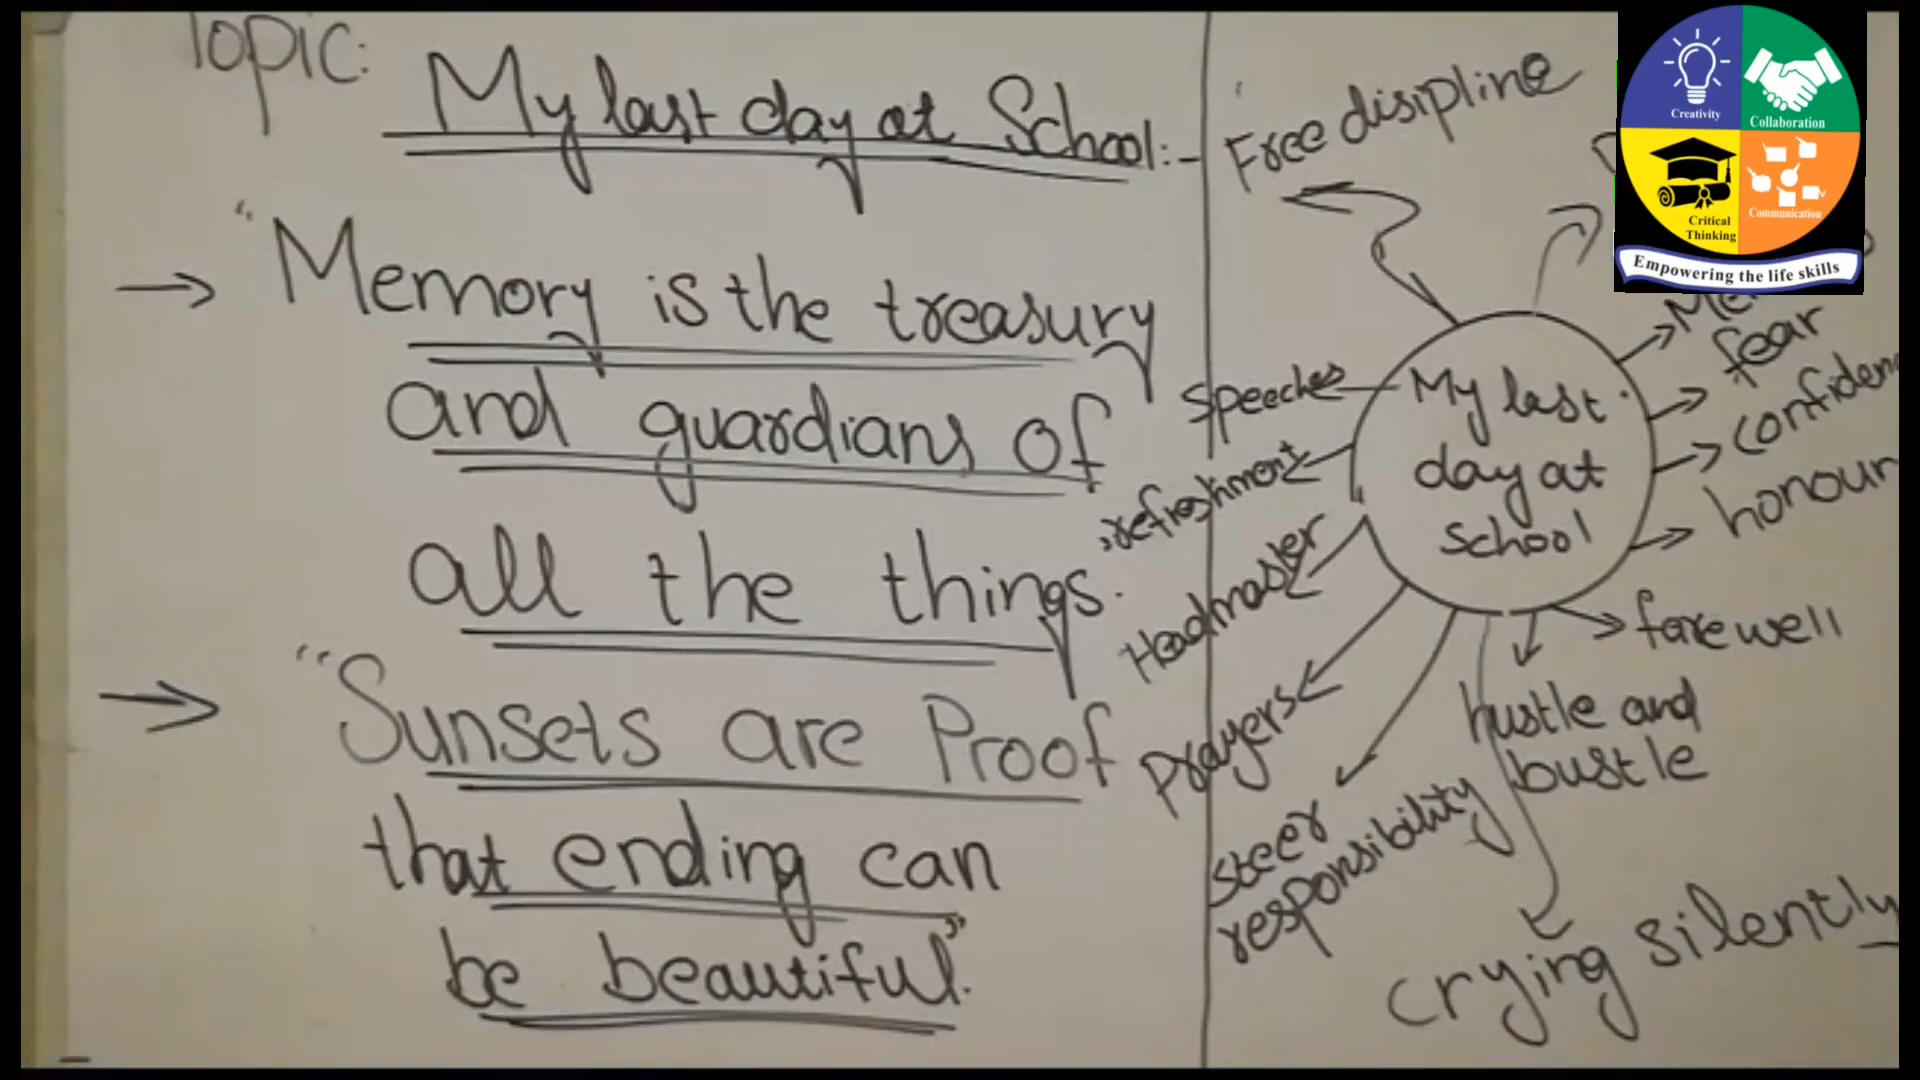 Topic:
My last day at School:-
"Memory is the treasury
and guardians of
all the things.
"Sunsets are Proof
that ending can
be beautiful".
Free disipline
fear
confiden
honour
farewell
hustle and
bustle
crying silently
steer
responsibility
prayers
Headmaster
refreshment
speeches
My last
day at
school
Creativity
Collaboration
Critical
Thinking
Communication
Empowering the life skills